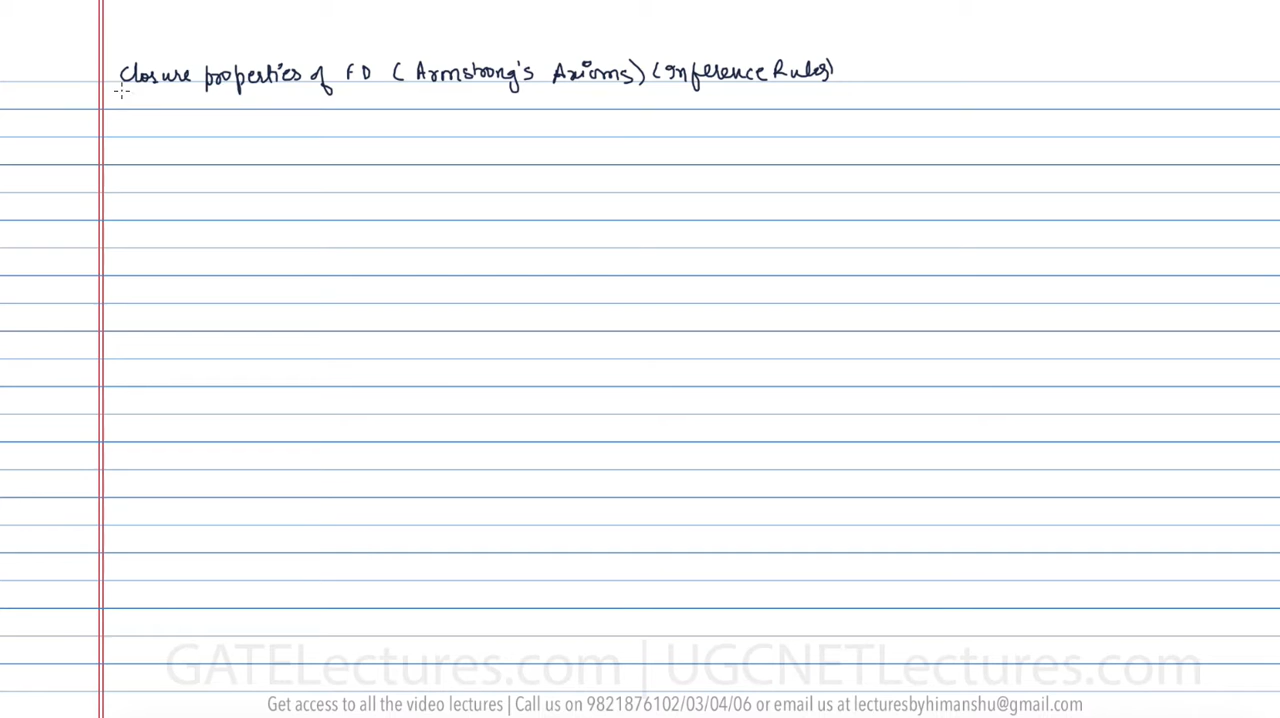 Closure properties of FD (Armstrong's Axioms) (Inference Rules)
GATELectures.com | UGCNETLectures.com
Get access to all the video lectures | Call us on 9821876102/03/04/06 or email us at lecturesbyhimanshu@gmail.com